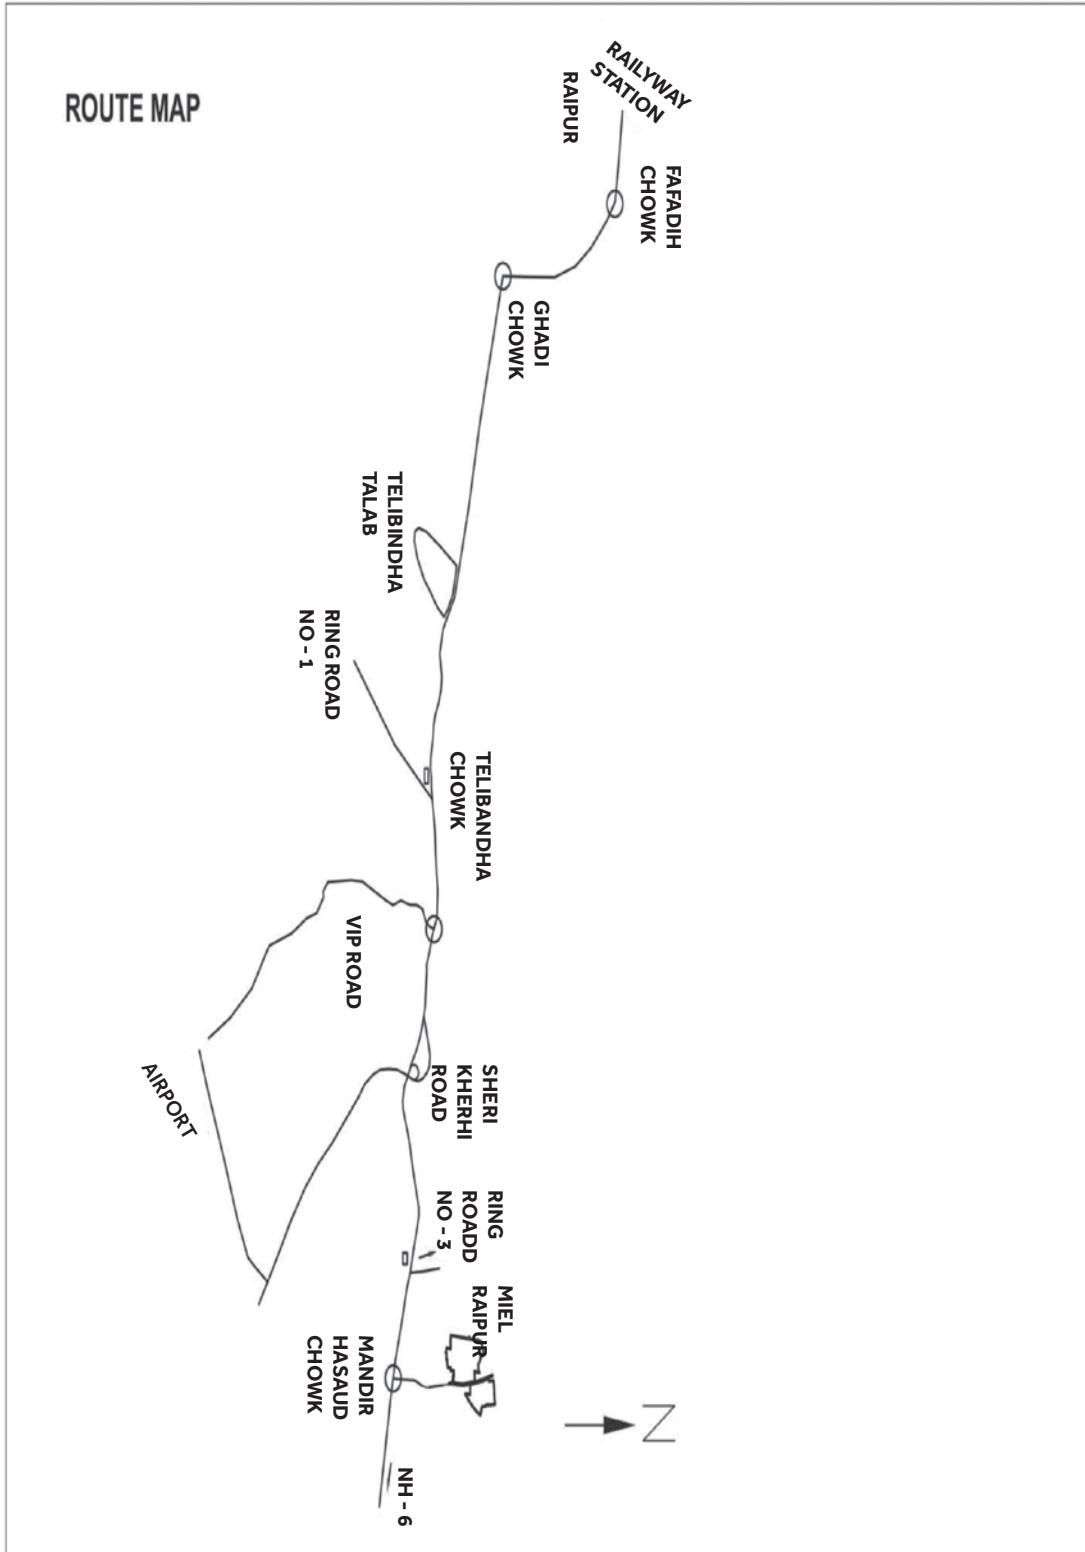 ROUTE MAP
RAILYWAY
STATION
RAIPUR
FAFADIH
CHOWK
GHADI
CHOWK
TELIBINDHA
TALAB
RING ROAD
NO - 1
TELIBANDHA
CHOWK
VIP ROAD
AIRPORT
SHERI
KHERHI
ROAD
RING
ROADD
NO - 3
MIEL
RAIPUR
MANDIR
HASAUD
CHOWK
N
NH - 6